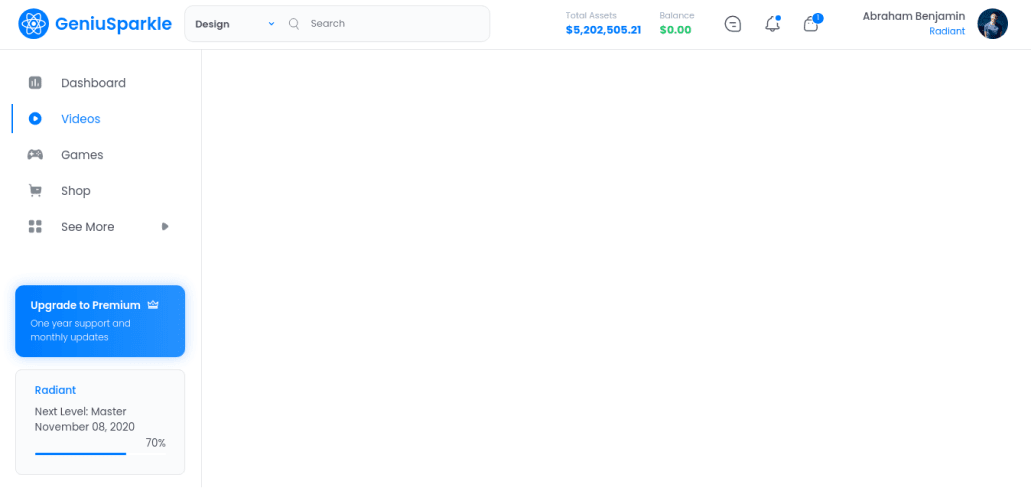 GeniuSparkle
Design
Search
Total Assets
$5,202,505.21
Balance
$0.00
1
Abraham Benjamin
Radiant
Dashboard
Videos
Games
Shop
See More
Upgrade to Premium
One year support and
monthly updates
Radiant
Next Level: Master
November 08, 2020
70%